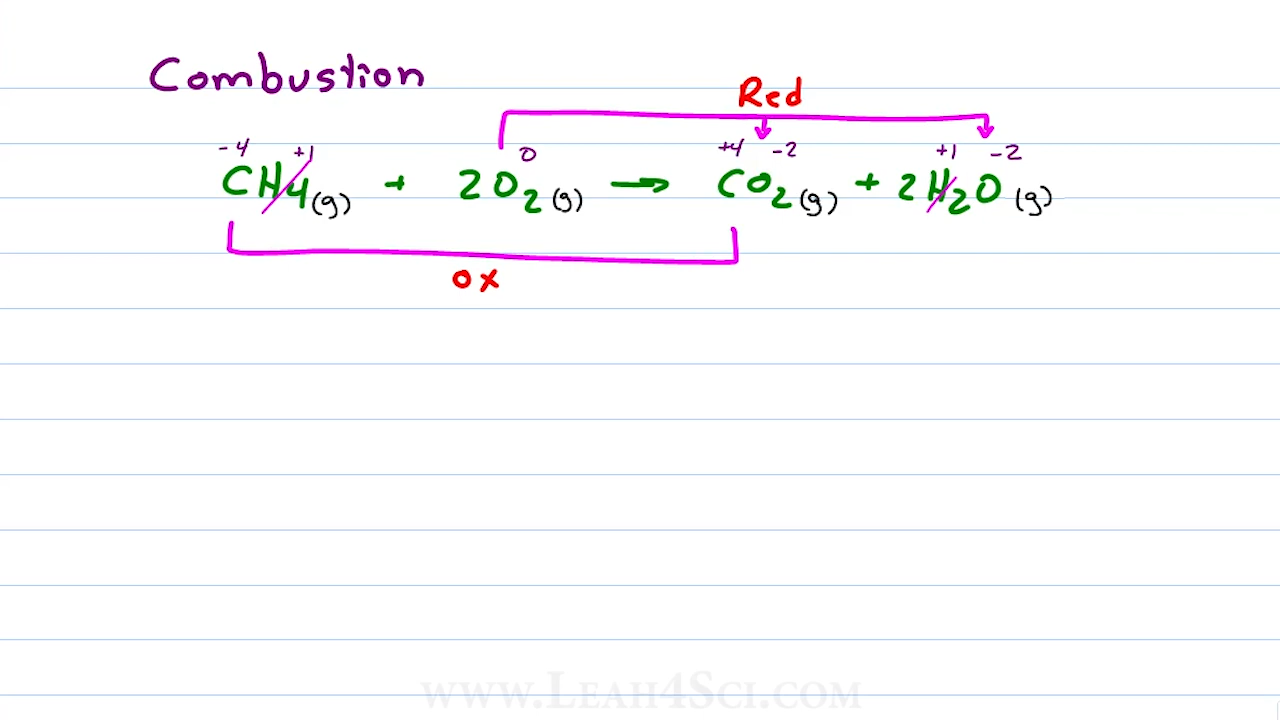 Combustion
Red
-4 +1 0 +4 -2 +1 -2
CH4(g) + 2O2(g) → CO2(g) + 2H2O(g)
ox
www.Leah4Sci.com